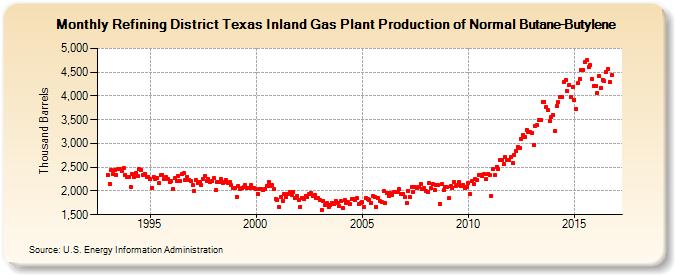 Monthly Refining District Texas Inland Gas Plant Production of Normal Butane-Butylene
Thousand Barrels
5,000
4,500
4,000
3,500
3,000
2,500
2,000
1,500
1995 2000 2005 2010 2015
Source: U.S. Energy Information Administration